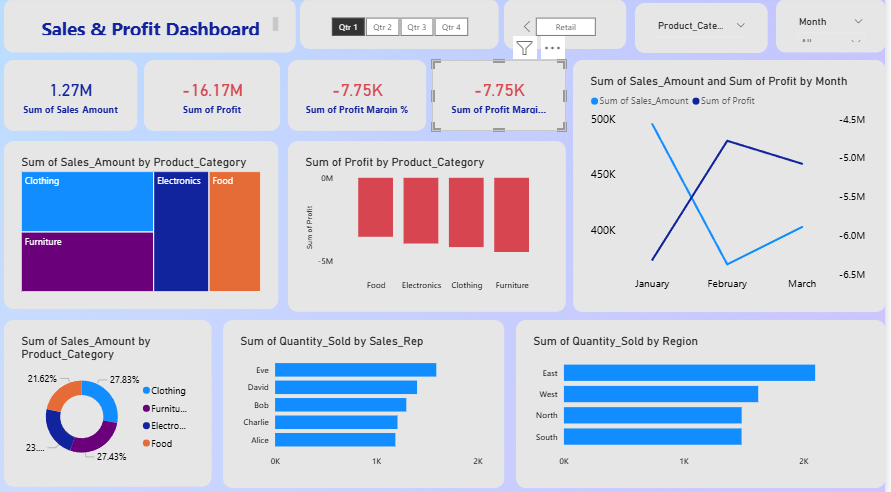 Sales & Profit Dashboard
Qtr 1 Qtr 2 Qtr 3 Qtr 4
Retail
Product_Cate...
Month
1.27M
Sum of Sales Amount
-16.17M
Sum of Profit
-7.75K
Sum of Profit Margin %
-7.75K
Sum of Profit Margi...
Sum of Sales_Amount and Sum of Profit by Month
Sum of Sales_Amount Sum of Profit
500K
450K
400K
-4.5M
-5.0M
-5.5M
-6.0M
-6.5M
January February March
Sum of Sales_Amount by Product_Category
Clothing
Electronics
Food
Furniture
Sum of Profit by Product_Category
Sum of Profit
0M
-5M
Food Electronics Clothing Furniture
Sum of Sales_Amount by
Product_Category
21.62%
27.83%
23....
27.43%
Clothing
Furnitu...
Electro...
Food
Sum of Quantity_Sold by Sales_Rep
Eve
David
Bob
Charlie
Alice
0K 1K 2K
Sum of Quantity_Sold by Region
East
West
North
South
0K 1K 2K